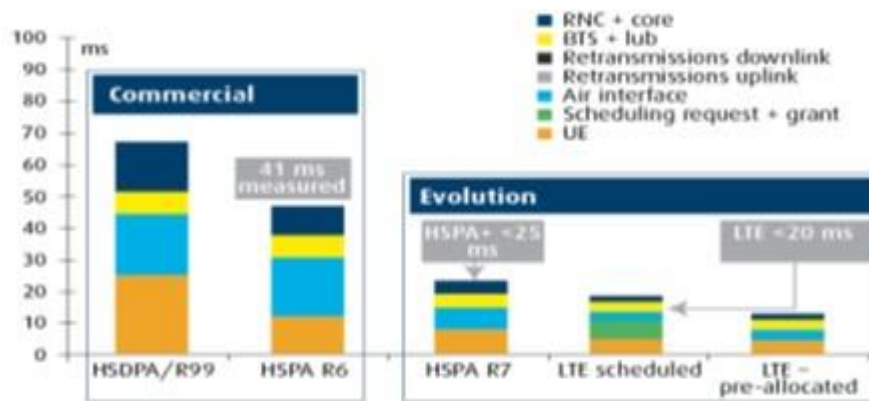 100
ms
90
80
70
60
50
40
30
20
10
0
RNC + core
BTS + lub
Retransmissions downlink
Retransmissions uplink
Air interface
Scheduling request + grant
UE
Commercial
41 ms
measured
Evolution
HSPA+ <25
ms
LTE <20 ms
HSDPA/R99
HSPA R6
HSPA R7
LTE scheduled
LTE –
pre-allocated